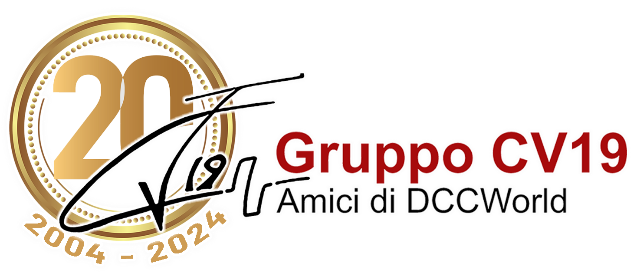 20
2004 - 2024
CV19
Gruppo CV19
Amici di DCCWorld